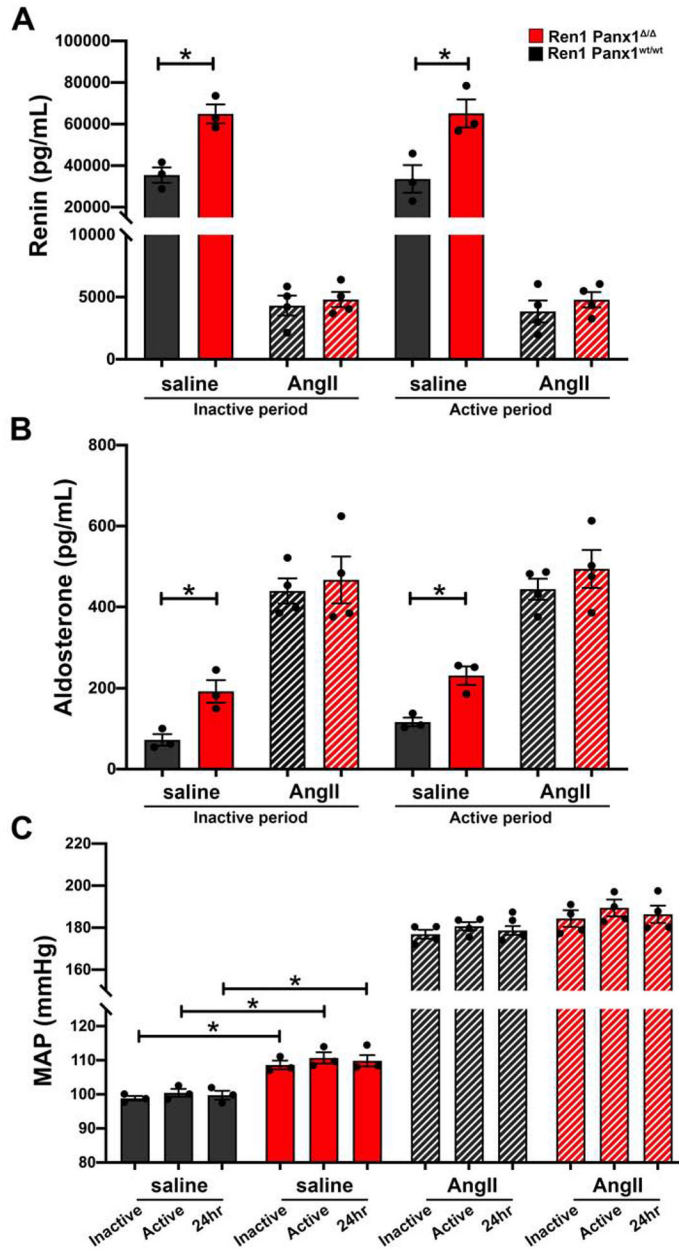 A
Ren1 Panx1Δ/Δ
Ren1 Panx1wt/wt
Renin (pg/mL)
100000
80000
60000
40000
20000
10000
5000
0
*
*
saline
AngII
saline
AngII
Inactive period
Active period
B
Aldosterone (pg/mL)
800
600
400
200
0
*
*
saline
AngII
saline
AngII
Inactive period
Active period
C
MAP (mmHg)
220
200
180
160
120
110
100
90
80
*
*
*
saline
saline
AngII
AngII
Inactive
Active
24hr
Inactive
Active
24hr
Inactive
Active
24hr
Inactive
Active
24hr